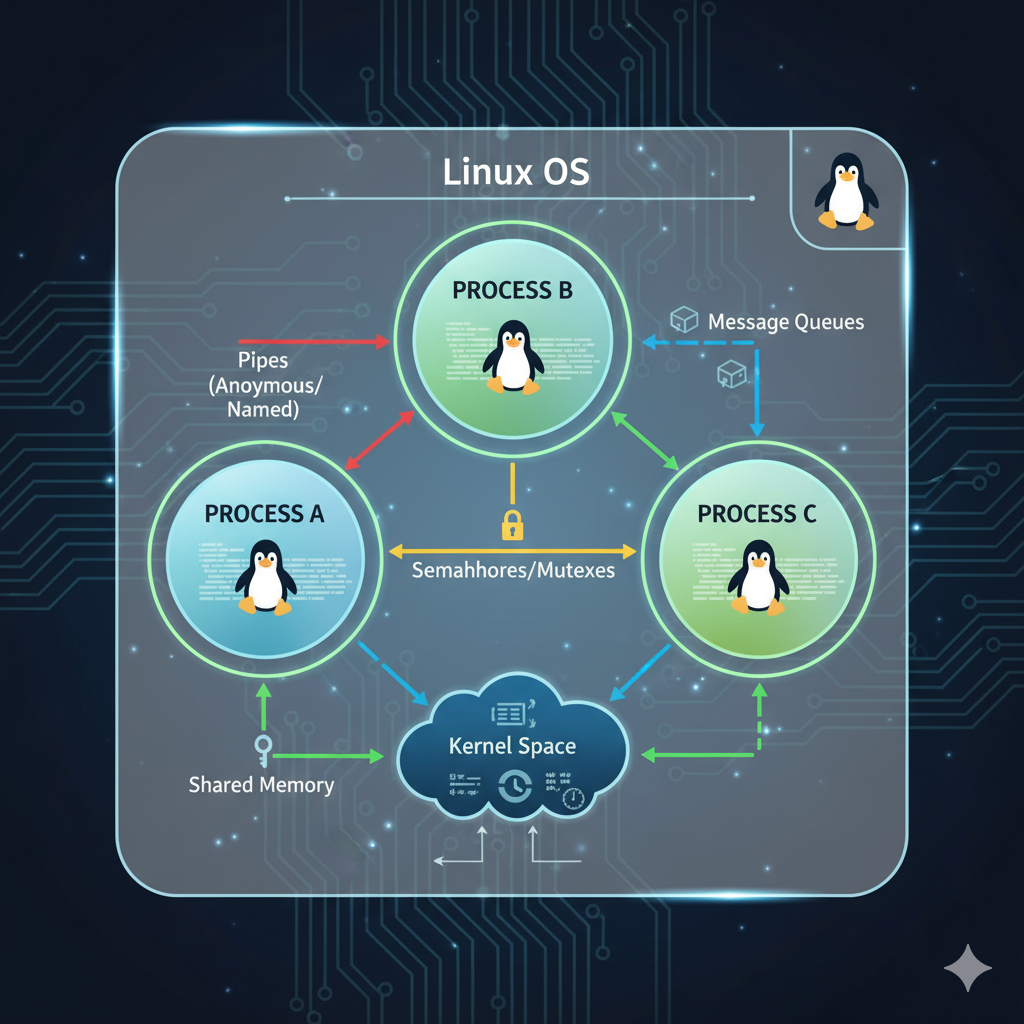 Linux OS
PROCESS B
Message Queues
Pipes
(Anoymous/
Named)
PROCESS A
PROCESS C
Semahhores/Mutexes
Kernel Space
Shared Memory